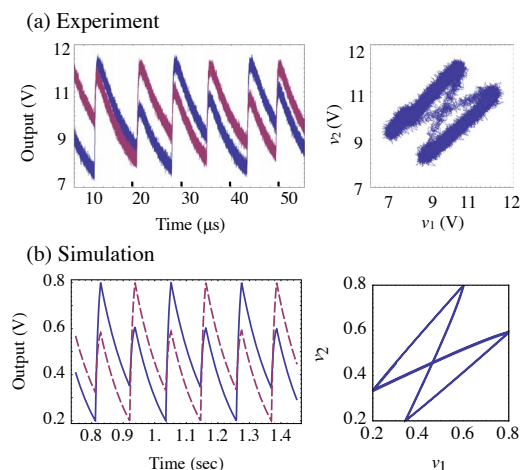 (a) Experiment
12
11
9
7
Output (V)
10 20 30 40 50
Time (µs)
12
11
10
9
8
7
v2 (V)
7 9 10 11 12
v1 (V)
(b) Simulation
0.8
0.6
0.4
0.2
Output (V)
0.8 0.9 1. 1.1 1.2 1.3 1.4
Time (sec)
0.8
0.6
0.4
0.2
v2
0.2 0.4 0.6 0.8
v1